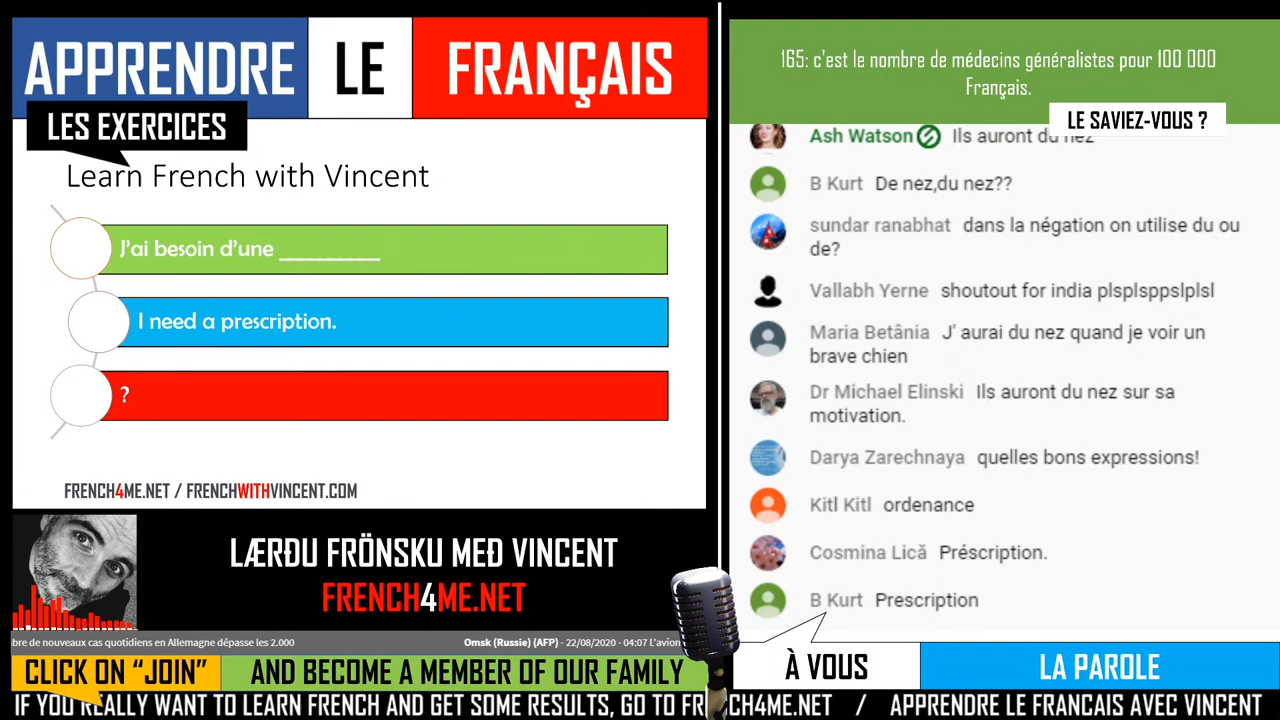 APPRENDRE LE FRANÇAIS
LES EXERCICES
Learn French with Vincent
J'ai besoin d'une _________
I need a prescription.
?
FRENCH4ME.NET / FRENCHWITHVINCENT.COM
LÆRÐU FRÖNSKU MEÐ VINCENT
FRENCH4ME.NET
bre de nouveaux cas quotidiens en Allemagne dépasse les 2.000
Omsk (Russie) (AFP) - 22/08/2020 - 04:07 L'avion
CLICK ON “JOIN” AND BECOME A MEMBER OF OUR FAMILY
165: c'est le nombre de médecins généralistes pour 100 000
Français.
LE SAVIEZ-VOUS ?
Ash Watson Ils auront du nez
B Kurt De nez,du nez??
sundar ranabhat dans la négation on utilise du ou
de?
Vallabh Yerne shoutout for india plsplsppslplsl
Maria Betânia J' aurai du nez quand je voir un
brave chien
Dr Michael Elinski Ils auront du nez sur sa
motivation.
Darya Zarechnaya quelles bons expressions!
Kitl Kitl ordenance
Cosmina Lică Préscription.
B Kurt Prescription
À VOUS LA PAROLE
IF YOU REALLY WANT TO LEARN FRENCH AND GET SOME RESULTS, GO TO FRENCH4ME.NET / APPRENDRE LE FRANCAIS AVEC VINCENT